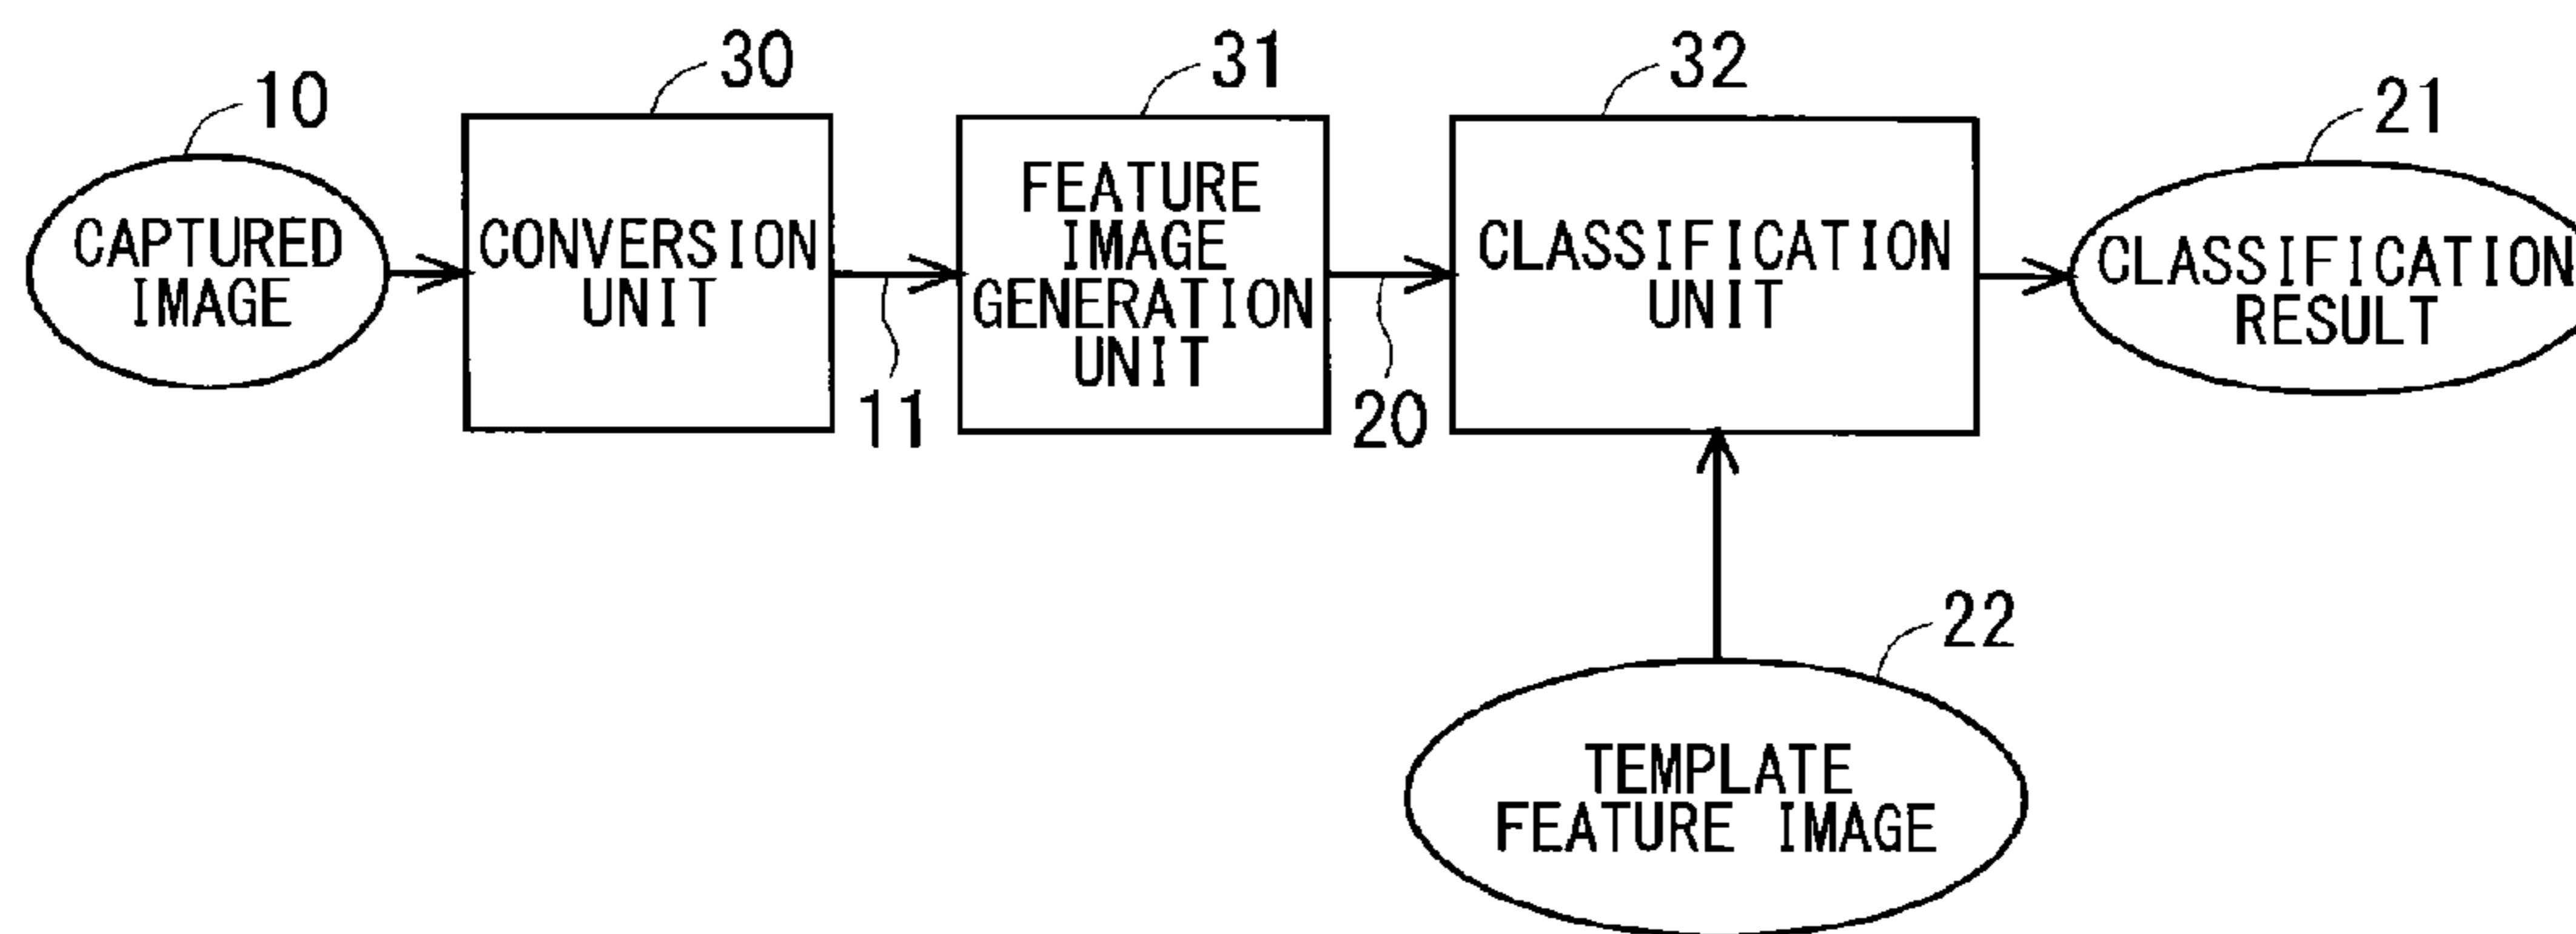 10
30
31
32
21
CAPTURED
IMAGE
CONVERSION
UNIT
11
FEATURE
IMAGE
GENERATION
UNIT
20
CLASSIFICATION
UNIT
CLASSIFICATION
RESULT
22
TEMPLATE
FEATURE IMAGE